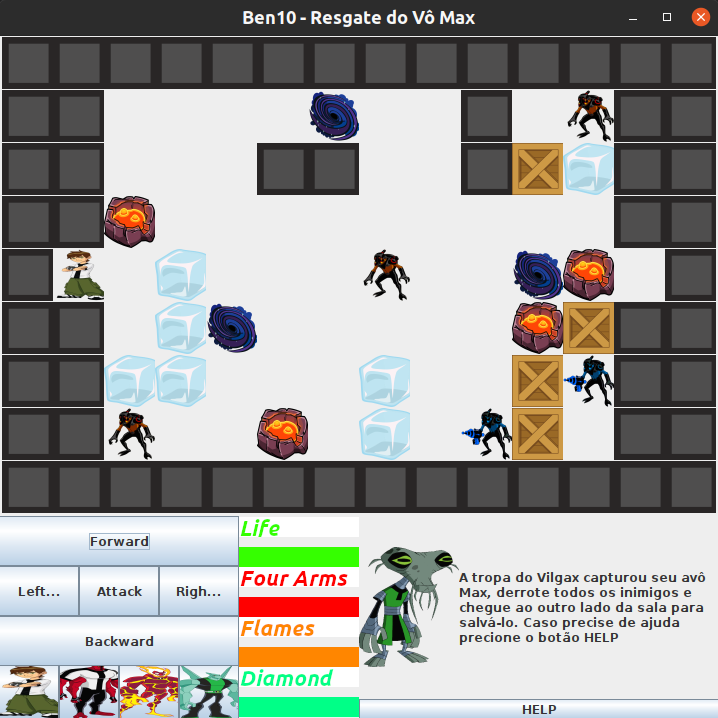 Ben10 - Resgate do Vô Max
Forward
Left...
Attack
Righ...
Backward
Life
Four Arms
Flames
Diamond
A tropa do Vilgax capturou seu avô
Max, derrote todos os inimigos e
chegue ao outro lado da sala para
salvá-lo. Caso precise de ajuda
precione o botão HELP
HELP